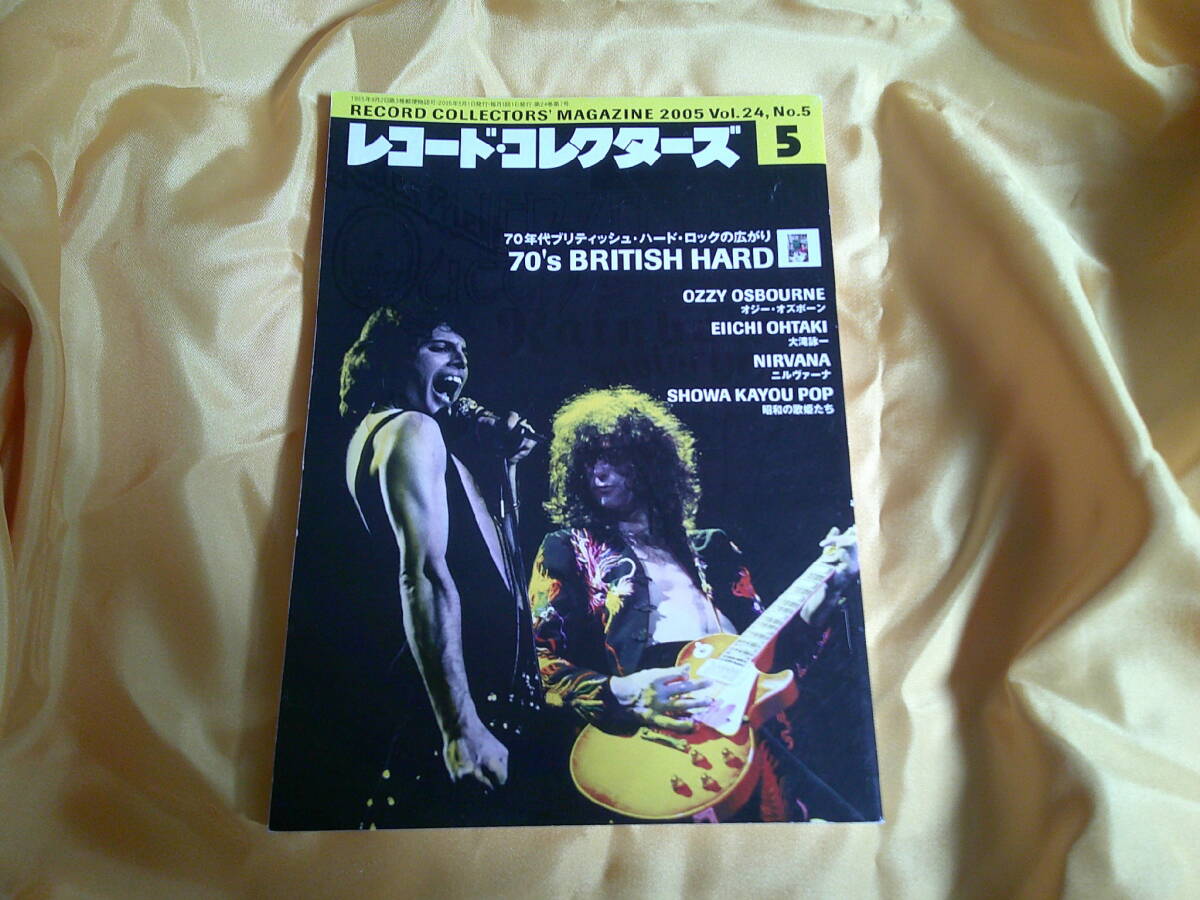 RECORD COLLECTORS' MAGAZINE 2005 Vol.24, No.5
レコード・コレクターズ 5
70年代ブリティッシュ・ハード・ロックの広がり
70's BRITISH HARD
OZZY OSBOURNE
オジー・オズボーン
EIICHI OHTAKI
大滝詠一
NIRVANA
ニルヴァーナ
SHOWA KAYOU POP
昭和の歌姫たち